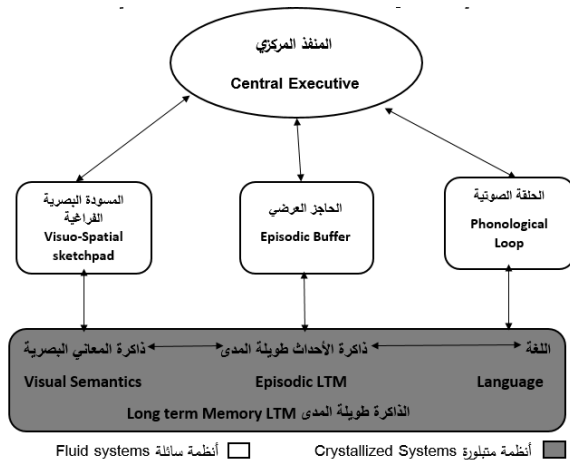 المنفذ المركزي
Central Executive
المسودة البصرية
الفراغية
Visuo-Spatial
sketchpad
الحاجز العرضي
Episodic Buffer
الحلقة الصوتية
Phonological
Loop
ذاكرة المعاني البصرية
Visual Semantics
ذاكرة الأحداث طويلة المدى
Episodic LTM
اللغة
Language
الذاكرة طويلة المدى Long term Memory LTM
أنظمة سائلة Fluid systems
أنظمة متبلورة Crystallized Systems